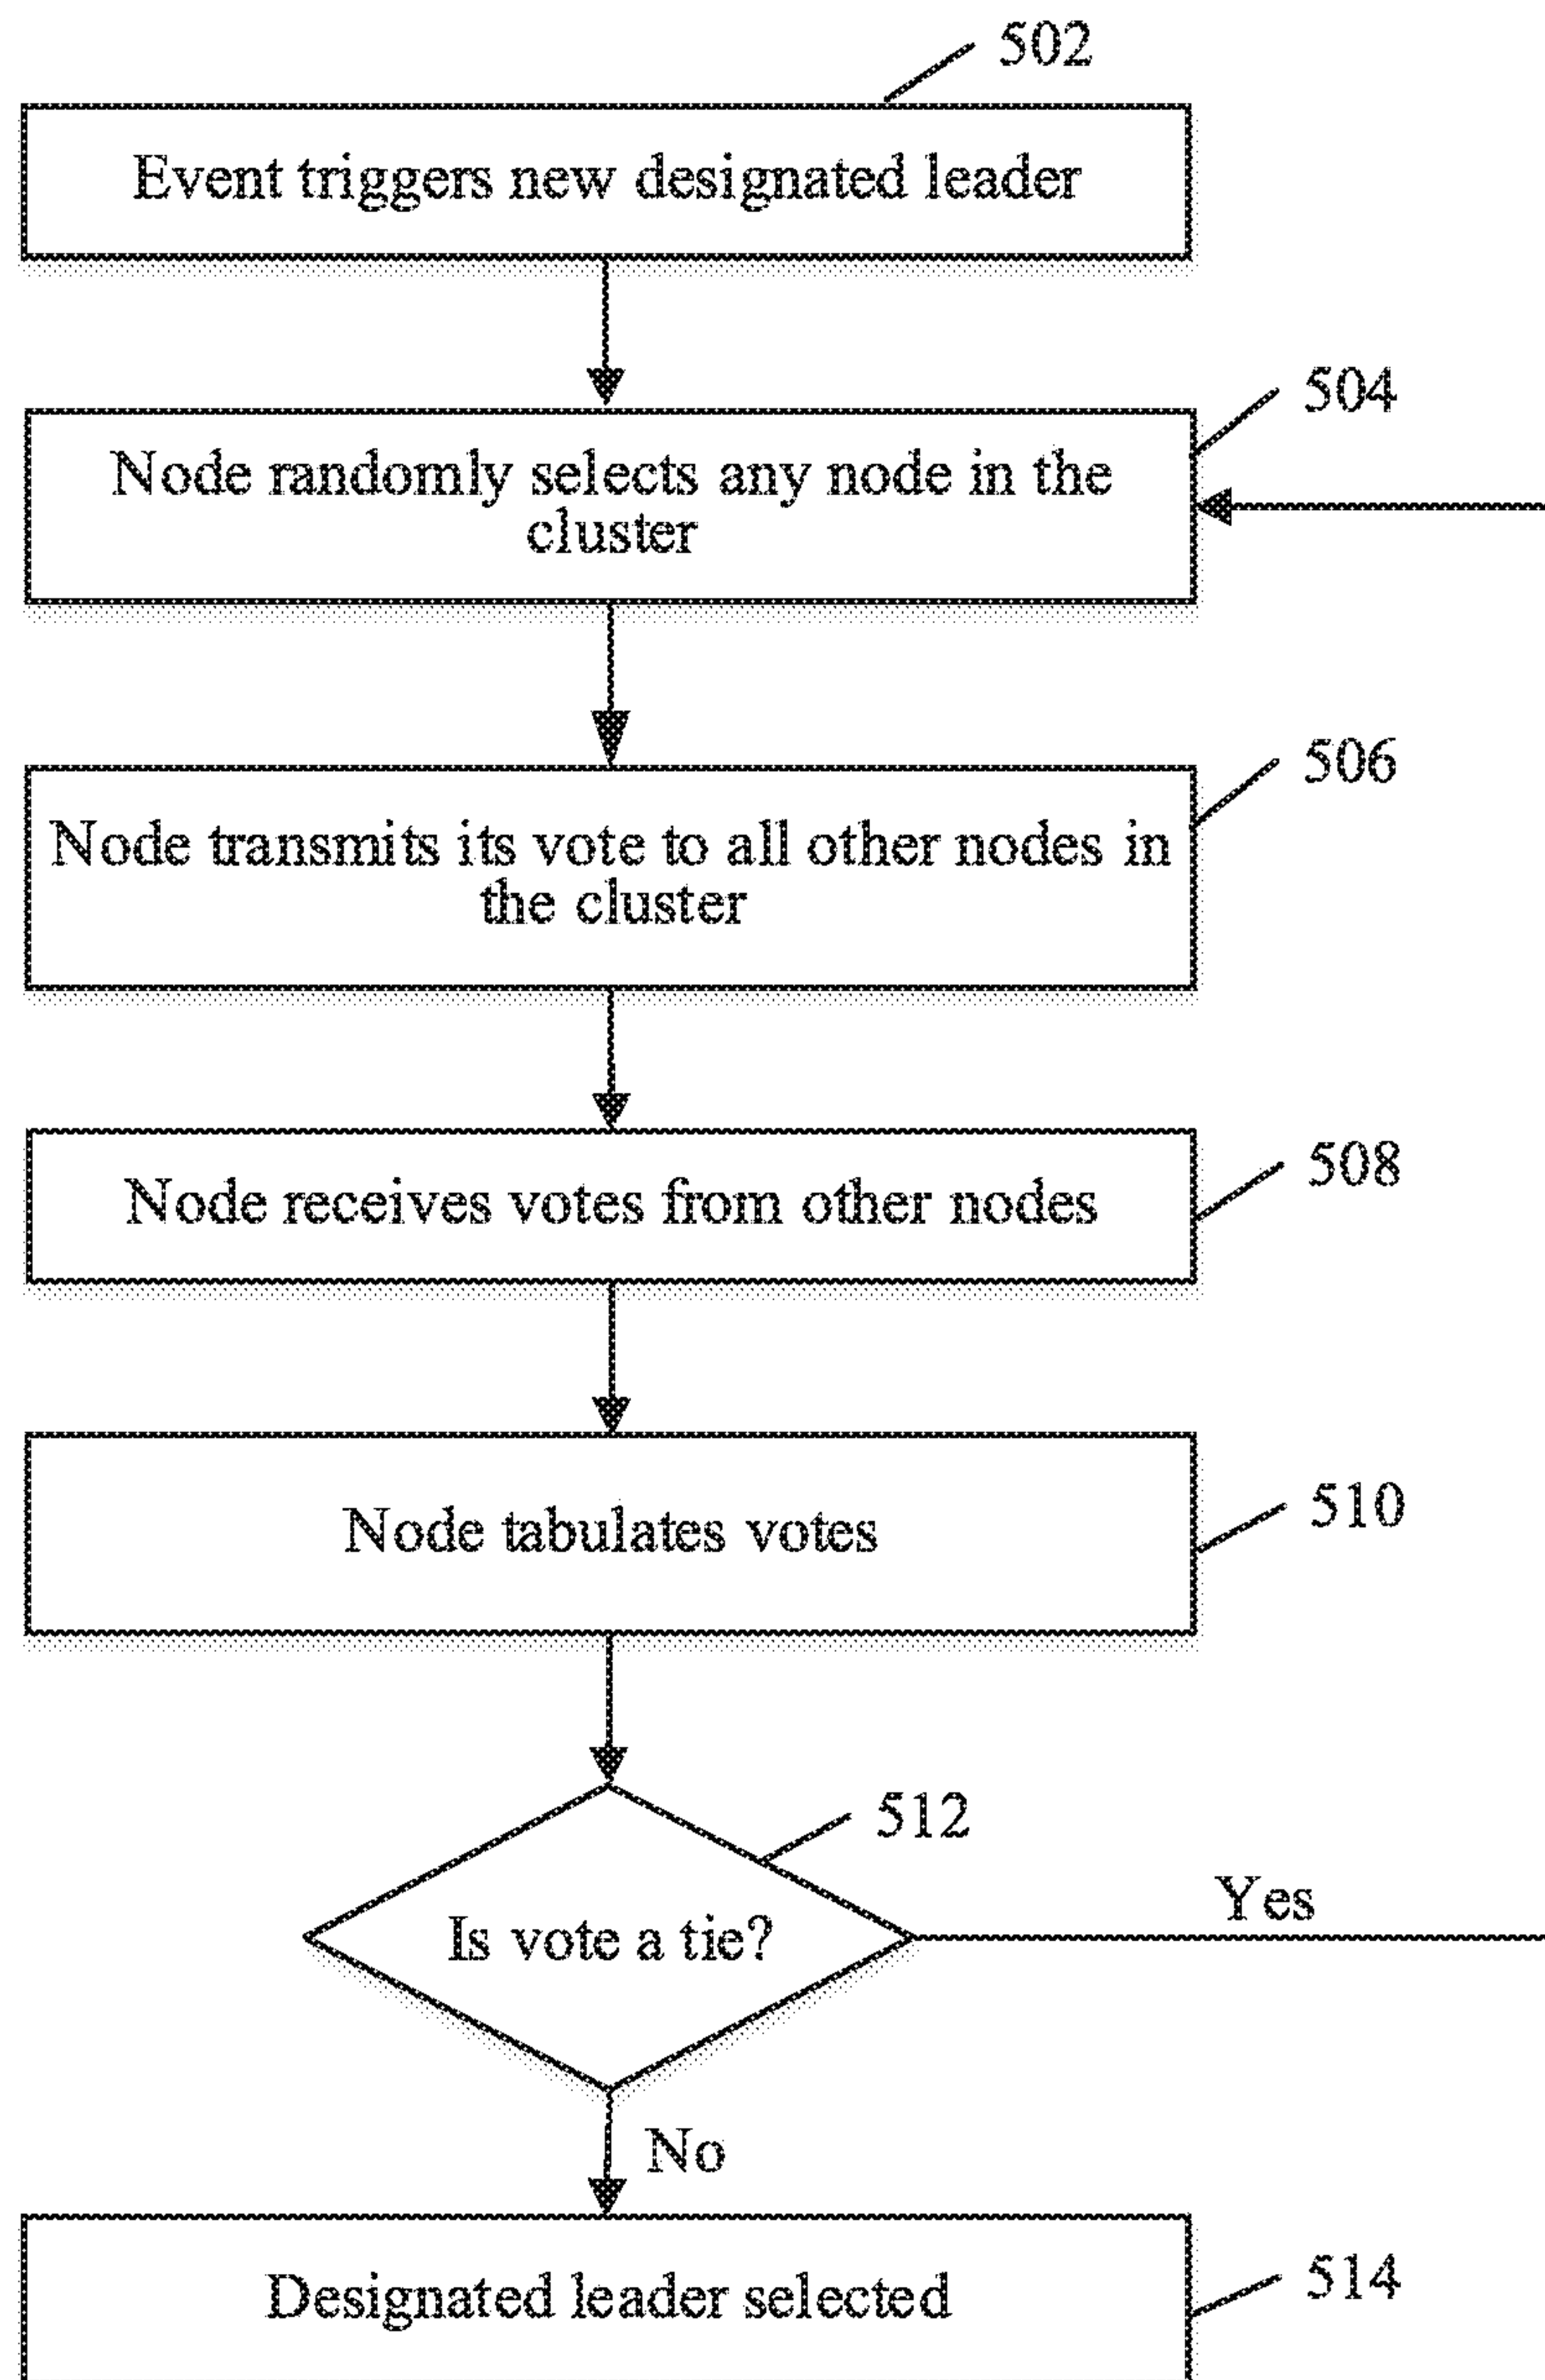 502
Event triggers new designated leader
504
Node randomly selects any node in the
cluster
506
Node transmits its vote to all other nodes in
the cluster
508
Node receives votes from other nodes
510
Node tabulates votes
512
Is vote a tie?
Yes
No
Designated leader selected
514